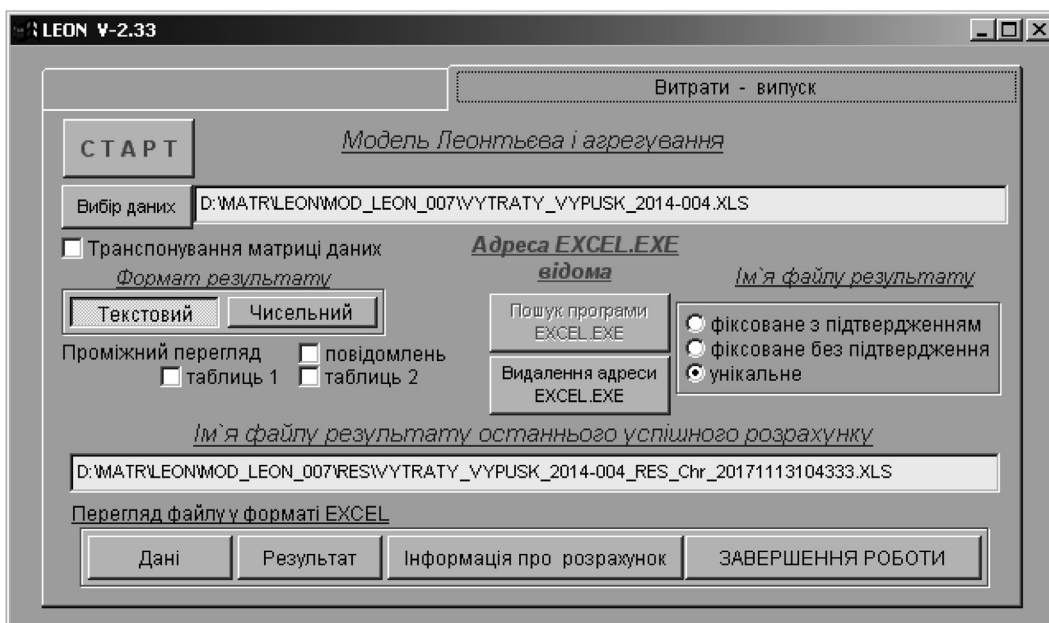 LEON V-2.33
Витрати - випуск
СТАРТ
Модель Леонтьєва і агрегування
Вибір даних
D:\MATR\LEON\MOD_LEON_007\VYTRATY_VYPUSK_2014-004.XLS
Транспонування матриці даних
Адреса EXCEL.EXE
відома
Формат результату
Ім`я файлу результату
Текстовий
Чисельний
Пошук програми
EXCEL.EXE
фіксоване з підтвердженням
фіксоване без підтвердження
унікальне
Проміжний перегляд
повідомлень
таблиць 1
таблиць 2
Видалення адреси
EXCEL.EXE
Ім`я файлу результату останнього успішного розрахунку
D:\MATR\LEON\MOD_LEON_007\RES\VYTRATY_VYPUSK_2014-004_RES_Chr_20171113104333.XLS
Перегляд файлу у форматі EXCEL
Дані
Результат
Інформація про розрахунок
ЗАВЕРШЕННЯ РОБОТИ